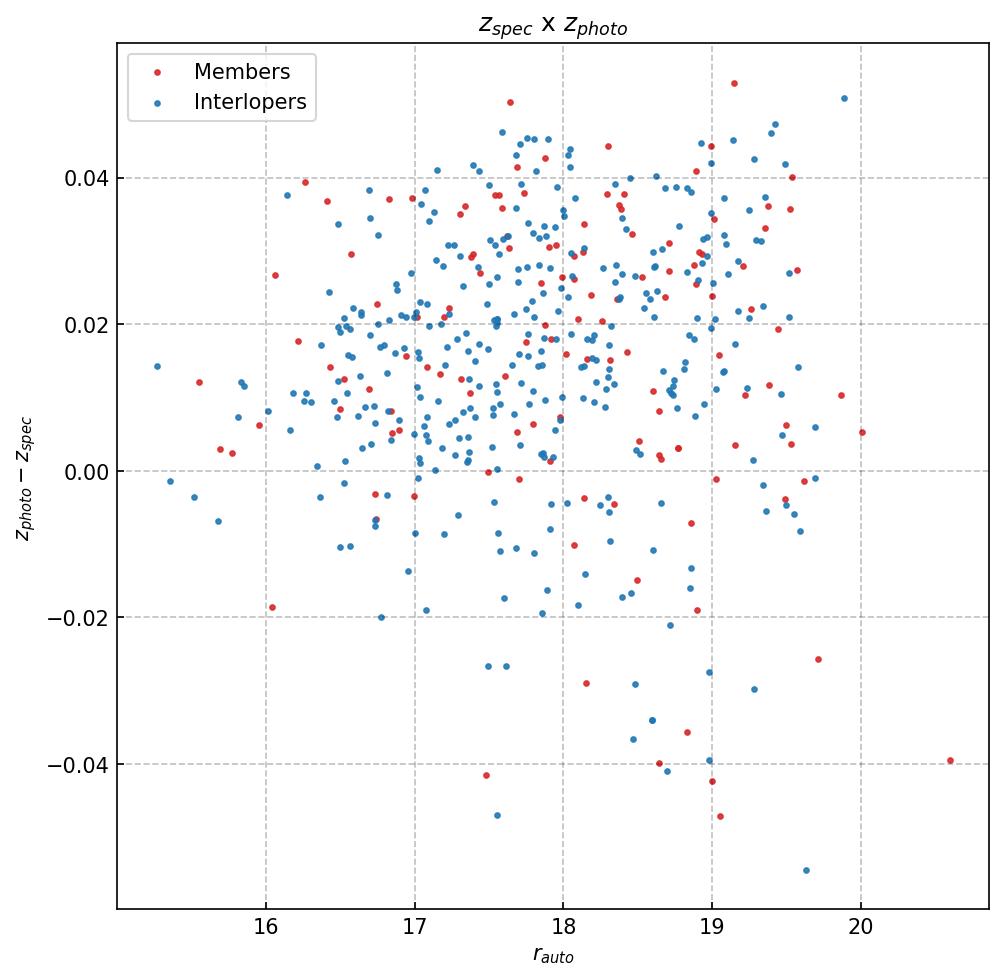 z_spec x z_photo
Members
Interlopers
0.04
0.02
0.00
−0.02
−0.04
z_photo − z_spec
16 17 18 19 20
r_auto